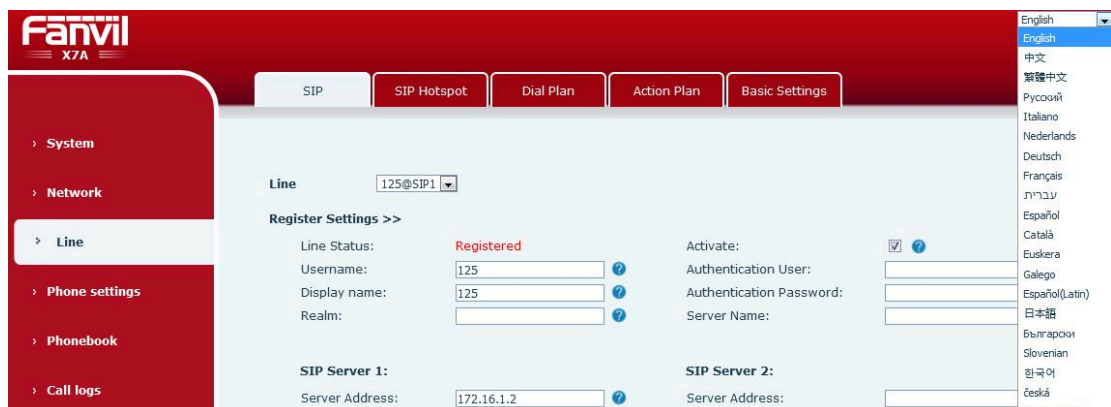 Fanvil
X7A
English
English
中文
繁體中文
Русский
Italiano
Nederlands
Deutsch
Français
עברית
Español
Català
Euskera
Galego
Español(Latin)
日本語
Български
Slovenian
한국어
česká
SIP
SIP Hotspot
Dial Plan
Action Plan
Basic Settings
› System
› Network
› Line
› Phone settings
› Phonebook
› Call logs
Line 125@SIP1
Register Settings >>
Line Status: Registered Activate:
Username: 125 Authentication User:
Display name: 125 Authentication Password:
Realm: Server Name:
SIP Server 1: SIP Server 2:
Server Address: 172.16.1.2 Server Address: